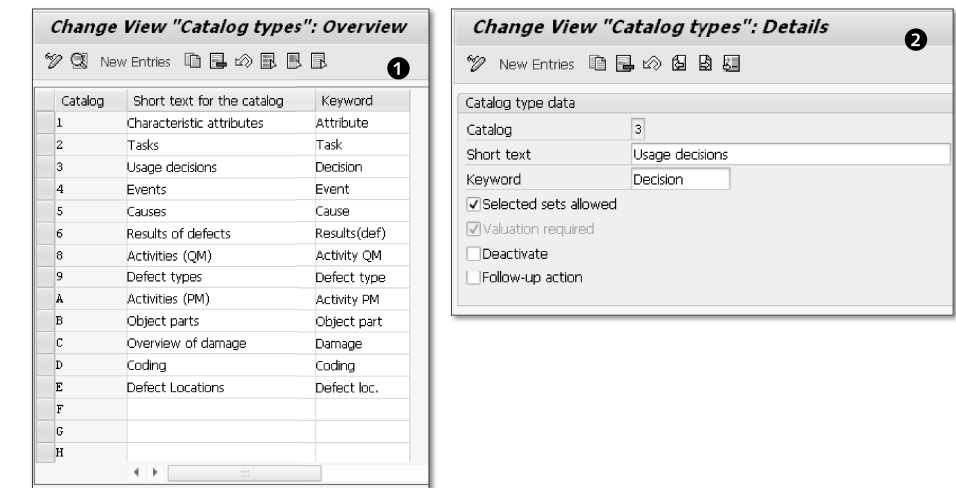 Change View "Catalog types": Overview
New Entries
1
Catalog Short text for the catalog Keyword
1 Characteristic attributes Attribute
2 Tasks Task
3 Usage decisions Decision
4 Events Event
5 Causes Cause
6 Results of defects Results(def)
8 Activities (QM) Activity QM
9 Defect types Defect type
A Activities (PM) Activity PM
B Object parts Object part
C Overview of damage Damage
D Coding Coding
E Defect Locations Defect loc.
F
G
H
Change View "Catalog types": Details
2
New Entries
Catalog type data
Catalog 3
Short text Usage decisions
Keyword Decision
Selected sets allowed
Valuation required
Deactivate
Follow-up action